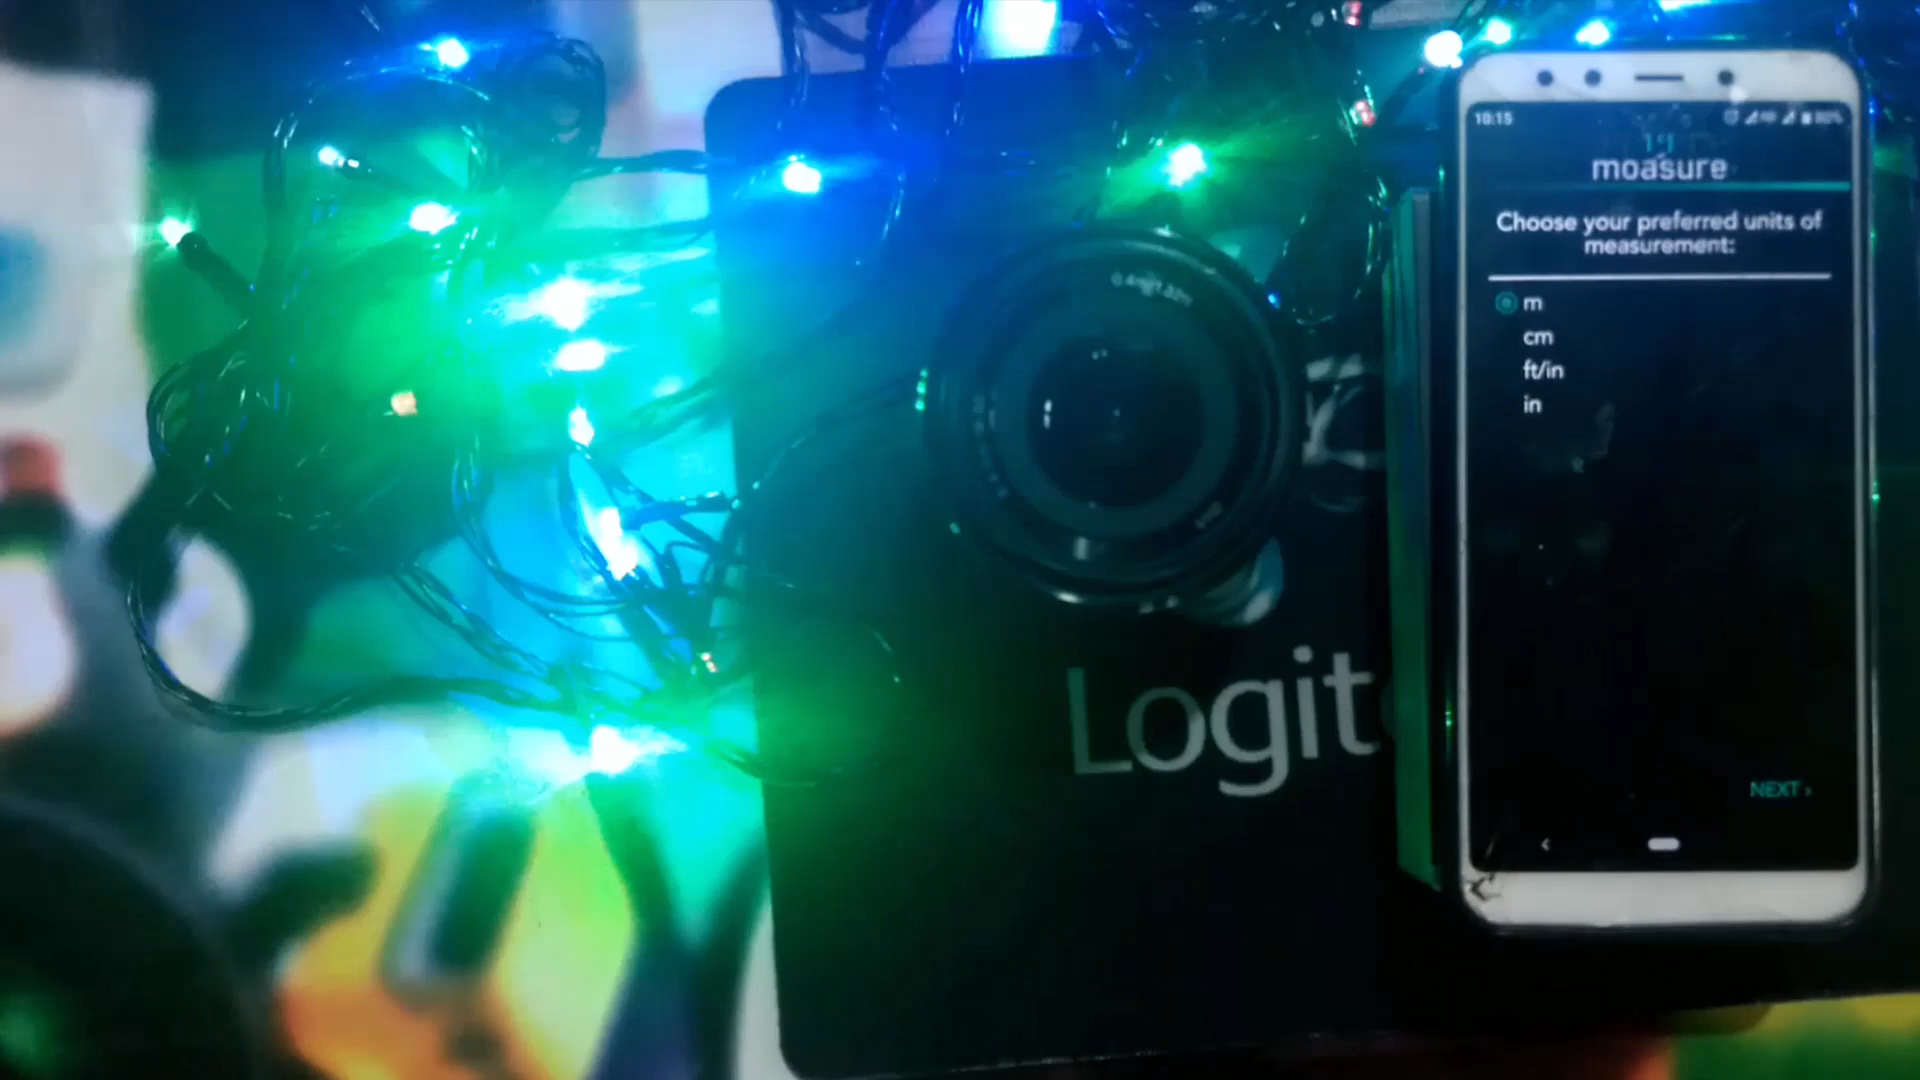 10:15
moasure
Choose your preferred units of
measurement:
m
cm
ft/in
in
NEXT ›
Logit